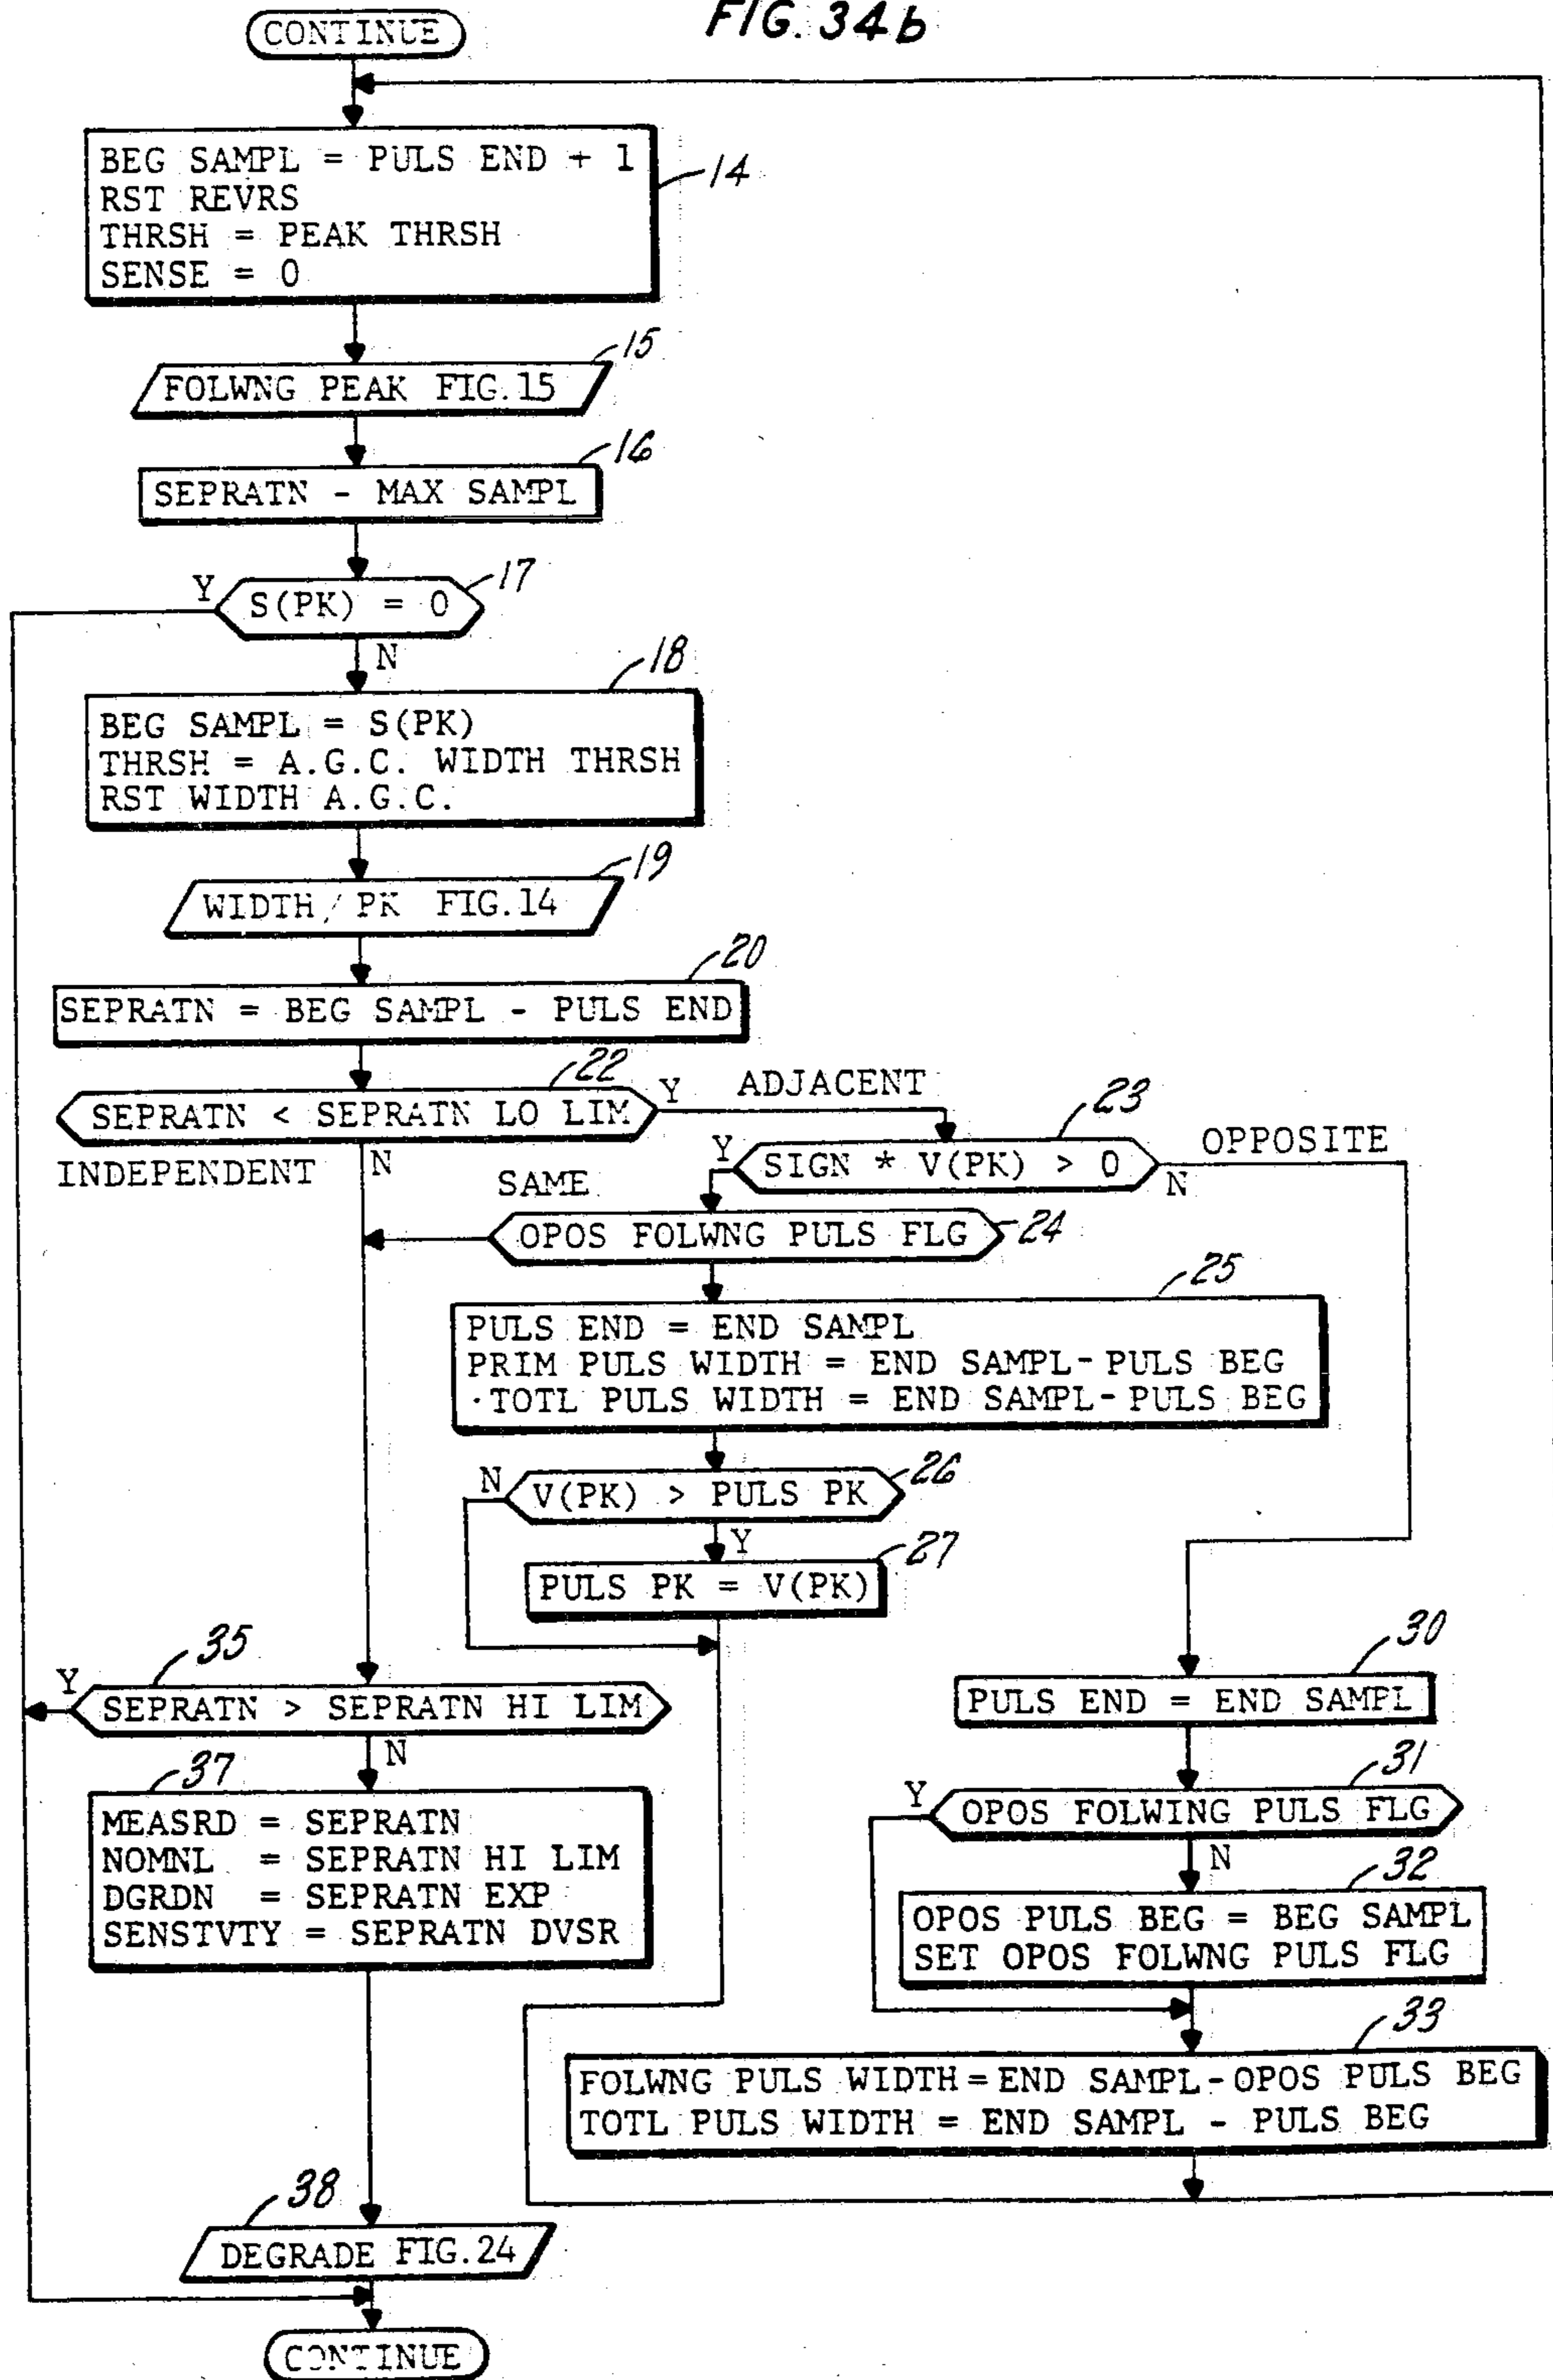 FIG. 34b
CONTINUE
BEG SAMPL = PULS END + 1
RST REVRS
THRSH = PEAK THRSH
SENSE = 0
14
15
FOLWNG PEAK FIG.15
16
SEPRATN - MAX SAMPL
17
Y
S(PK) = 0
N
18
BEG SAMPL = S(PK)
THRSH = A.G.C. WIDTH THRSH
RST WIDTH A.G.C.
19
WIDTH/PK FIG.14
20
SEPRATN = BEG SAMPL - PULS END
22
SEPRATN < SEPRATN LO LIM
Y
ADJACENT
INDEPENDENT
N
23
Y
SIGN * V(PK) > 0
OPPOSITE
N
SAME
OPOS FOLWNG PULS FLG
24
25
PULS END = END SAMPL
PRIM PULS WIDTH = END SAMPL-PULS BEG
TOTL PULS WIDTH = END SAMPL-PULS BEG
N
V(PK) > PULS PK
26
Y
27
PULS PK = V(PK)
35
Y
SEPRATN > SEPRATN HI LIM
N
30
PULS END = END SAMPL
31
Y
OPOS FOLWING PULS FLG
N
37
MEASRD = SEPRATN
NOMNL = SEPRATN HI LIM
DGRDN = SEPRATN EXP
SENSTVTY = SEPRATN DVSR
32
OPOS PULS BEG = BEG SAMPL
SET OPOS FOLWNG PULS FLG
33
FOLWNG PULS WIDTH=END SAMPL-OPOS PULS BEG
TOTL PULS WIDTH = END SAMPL - PULS BEG
38
DEGRADE FIG.24
CONTINUE